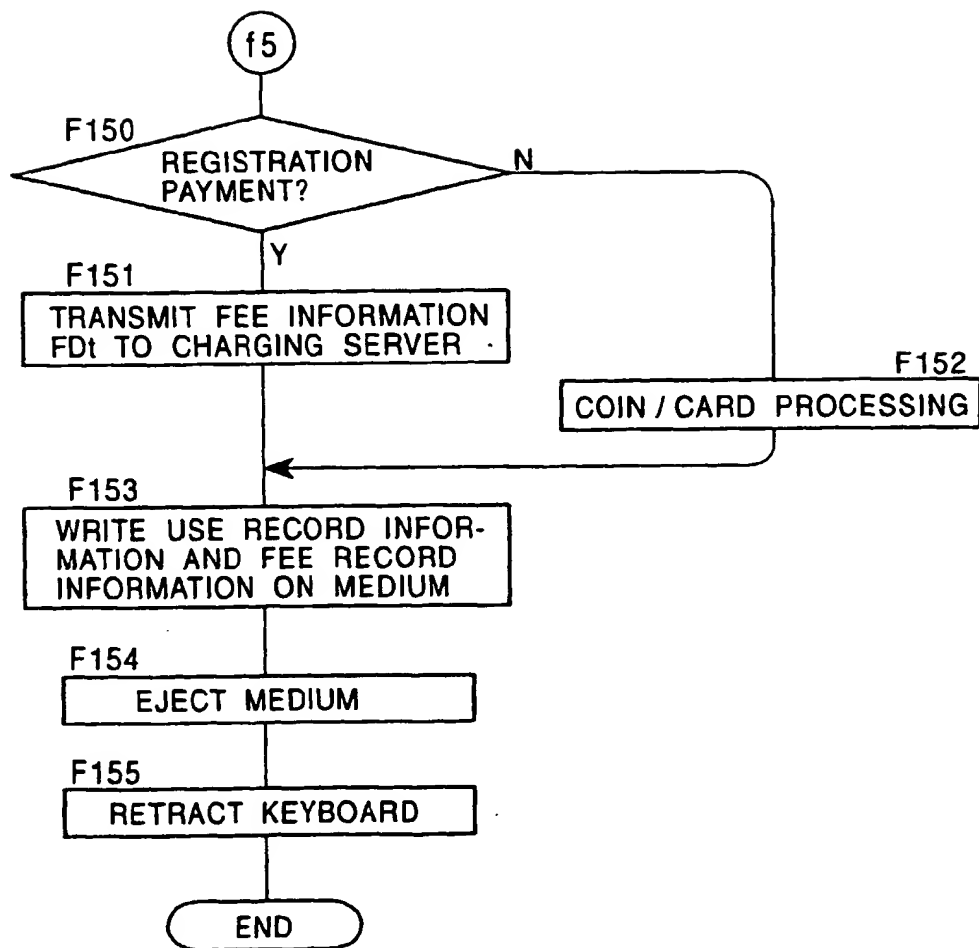 f5
F150
REGISTRATION
PAYMENT?
N
Y
F151
TRANSMIT FEE INFORMATION
FDt TO CHARGING SERVER
F152
COIN / CARD PROCESSING
F153
WRITE USE RECORD INFOR-
MATION AND FEE RECORD
INFORMATION ON MEDIUM
F154
EJECT MEDIUM
F155
RETRACT KEYBOARD
END